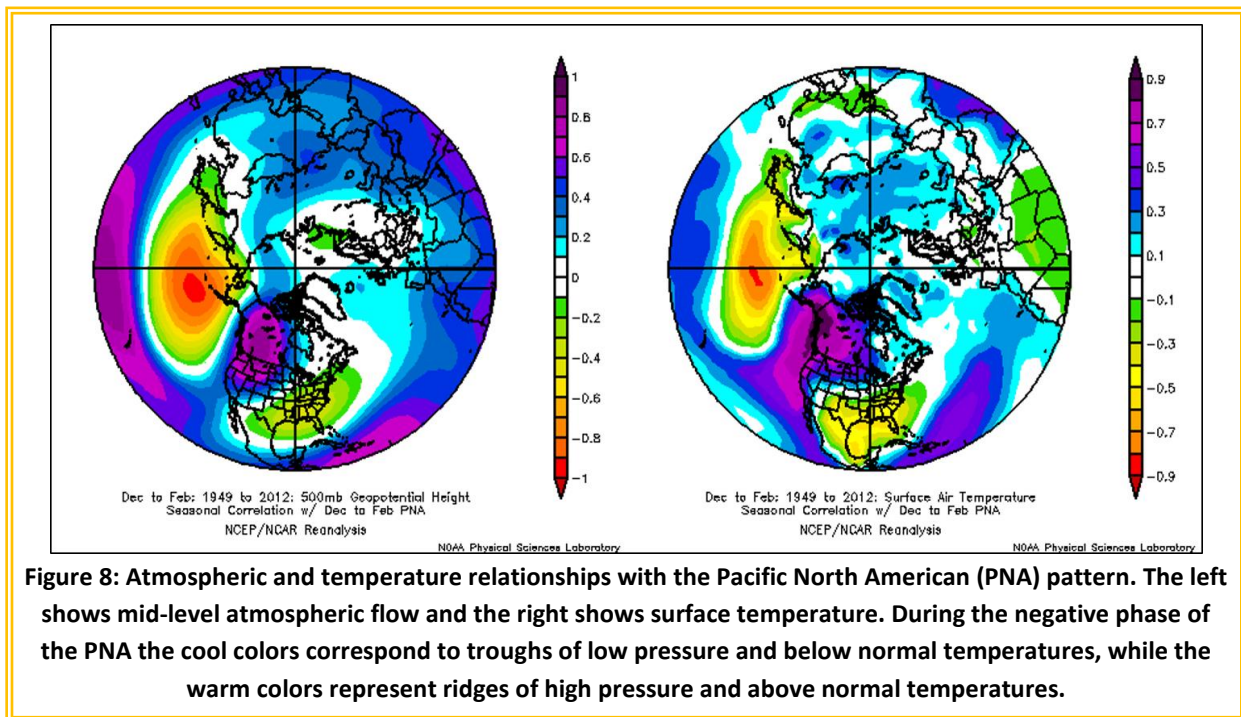 1
0.8
0.6
0.4
0.2
0
-0.2
-0.4
-0.6
-0.8
-1
Dec to Feb: 1949 to 2012: 500mb Geopotential Height
Seasonal Correlation w/ Dec to Feb PNA
NCEP/NCAR Reanalysis
NOAA Physical Sciences Laboratory
0.9
0.7
0.5
0.3
0.1
-0.1
-0.3
-0.5
-0.7
-0.9
Dec to Feb: 1949 to 2012: Surface Air Temperature
Seasonal Correlation w/ Dec to Feb PNA
NCEP/NCAR Reanalysis
NOAA Physical Sciences Laboratory
Figure 8: Atmospheric and temperature relationships with the Pacific North American (PNA) pattern. The left
shows mid-level atmospheric flow and the right shows surface temperature. During the negative phase of
the PNA the cool colors correspond to troughs of low pressure and below normal temperatures, while the
warm colors represent ridges of high pressure and above normal temperatures.